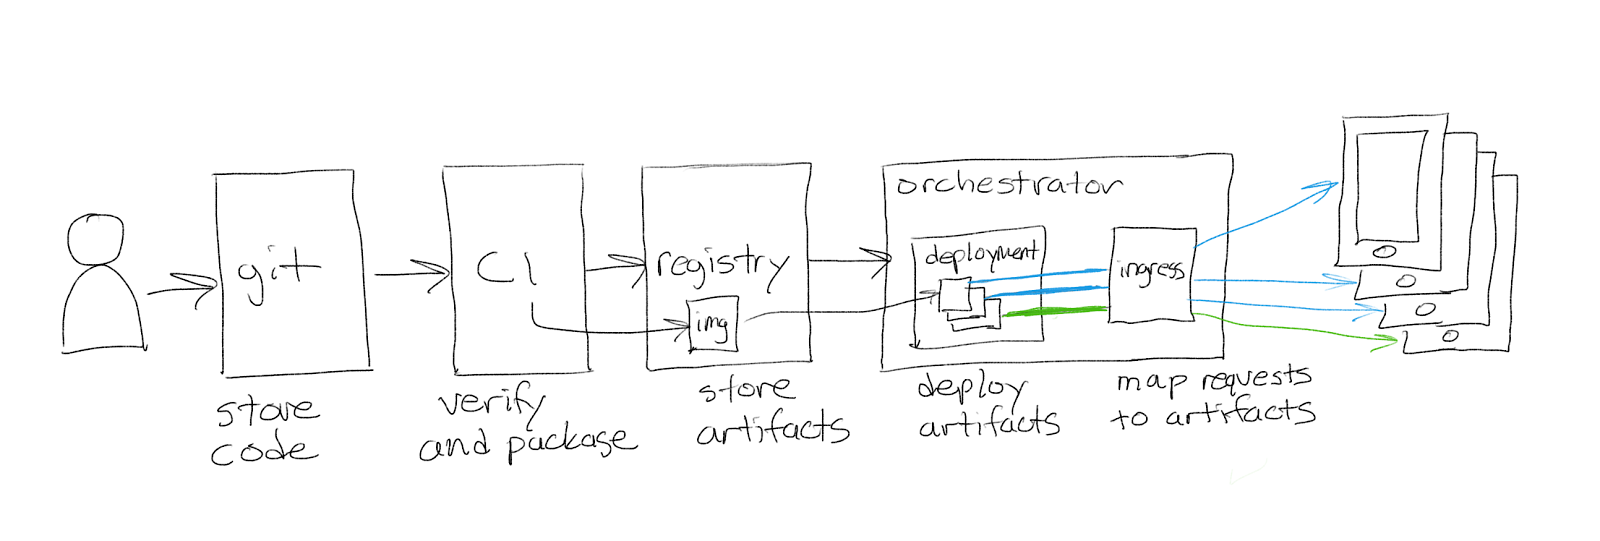 git
CI
registry
img
orchestrator
deployment
ingress
store
code
verify
and package
store
artifacts
deploy
artifacts
map requests
to artifacts